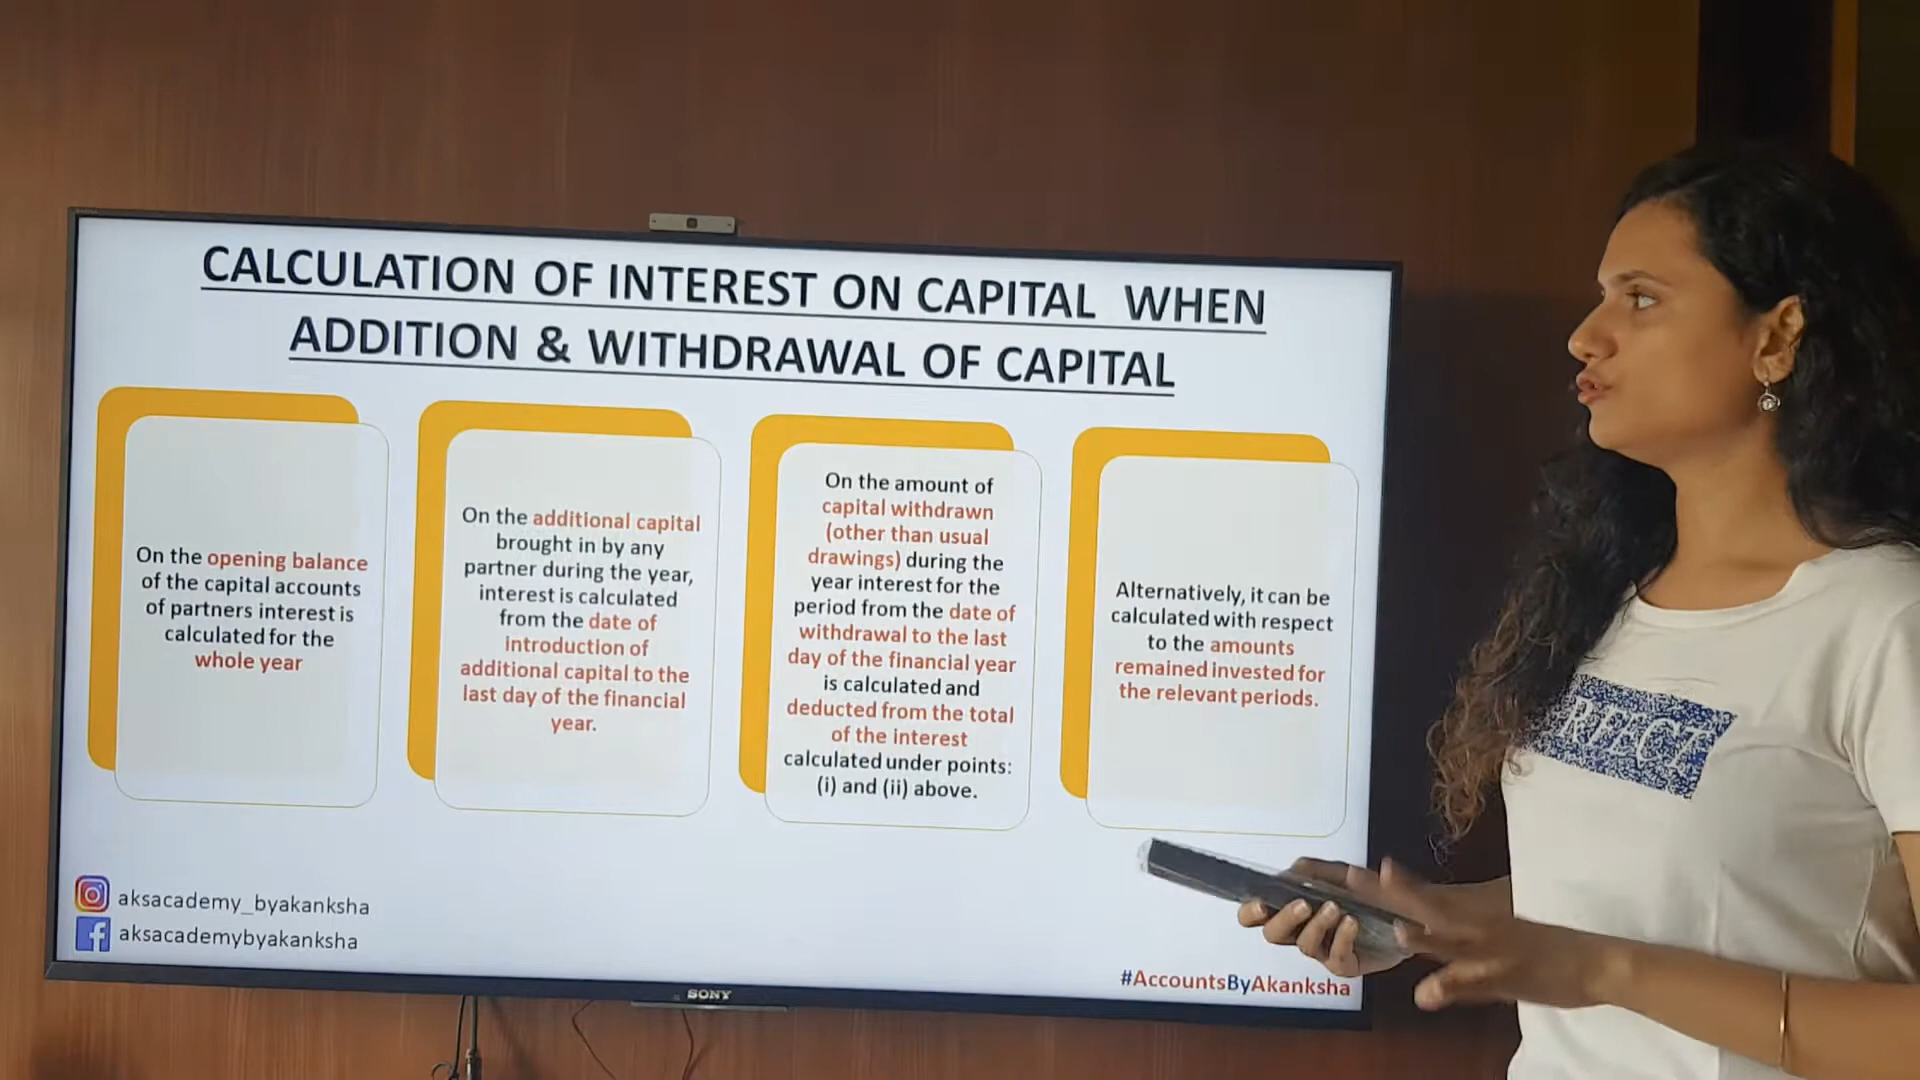 CALCULATION OF INTEREST ON CAPITAL WHEN
ADDITION & WITHDRAWAL OF CAPITAL
On the opening balance
of the capital accounts
of partners interest is
calculated for the
whole year
On the additional capital
brought in by any
partner during the year,
interest is calculated
from the date of
introduction of
additional capital to the
last day of the financial
year.
On the amount of
capital withdrawn
(other than usual
drawings) during the
year interest for the
period from the date of
withdrawal to the last
day of the financial year
is calculated and
deducted from the total
of the interest
calculated under points:
(i) and (ii) above.
Alternatively, it can be
calculated with respect
to the amounts
remained invested for
the relevant periods.
aksacademy_byakanksha
aksacademybyakanksha
#AccountsByAkanksha
SONY